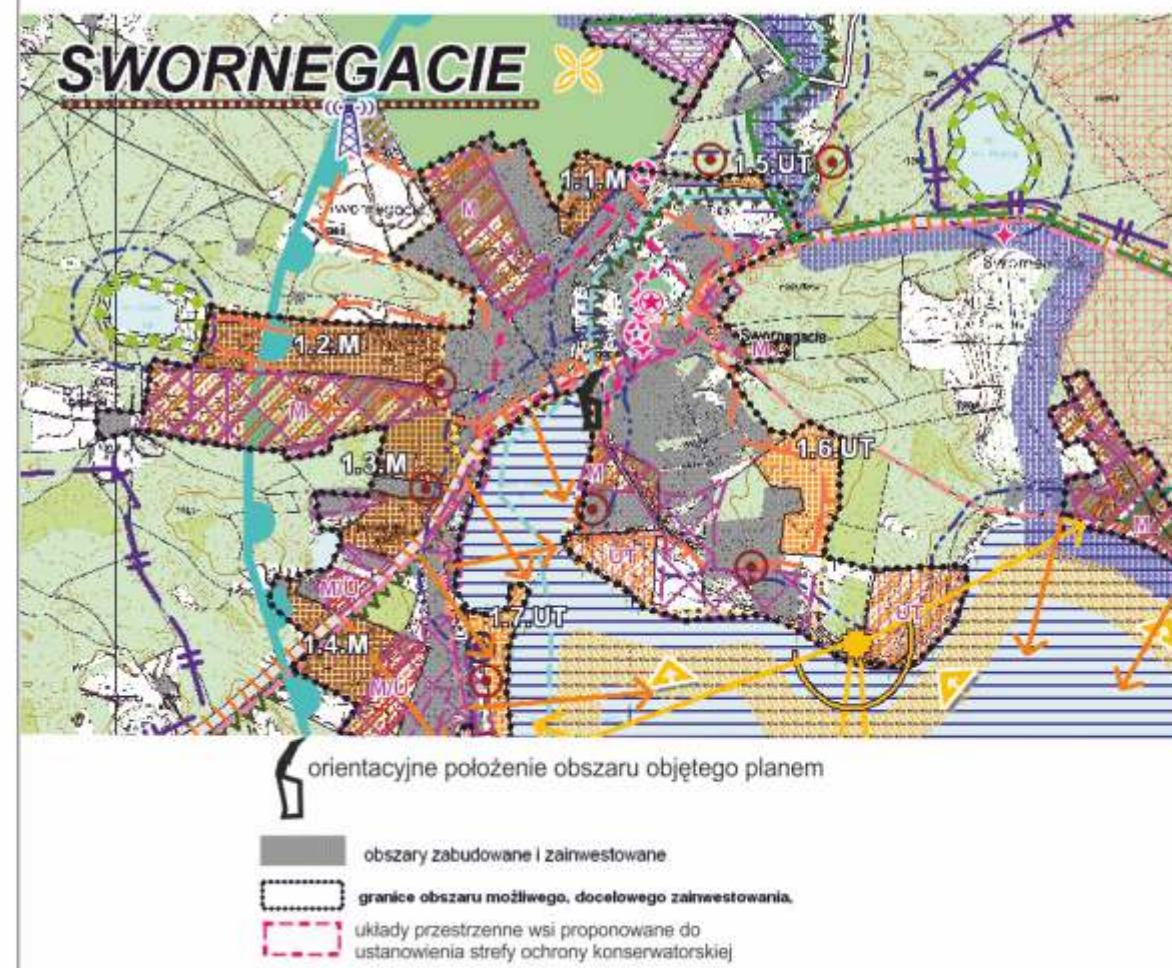 SWORNEGACIE
1.5.UT
1.1.M
M
Swornegacie
1.2.M
Swornegacie
M
M
1.3.M
1.6.UT
M
UT
M
M/U
UT
1.7.UT
1.4.M
M/U
orientacyjne położenie obszaru objętego planem
obszary zabudowane i zainwestowane
granice obszaru możliwego, docelowego zainwestowania,
układy przestrzenne wsi proponowane do
ustanowienia strefy ochrony konserwatorskiej